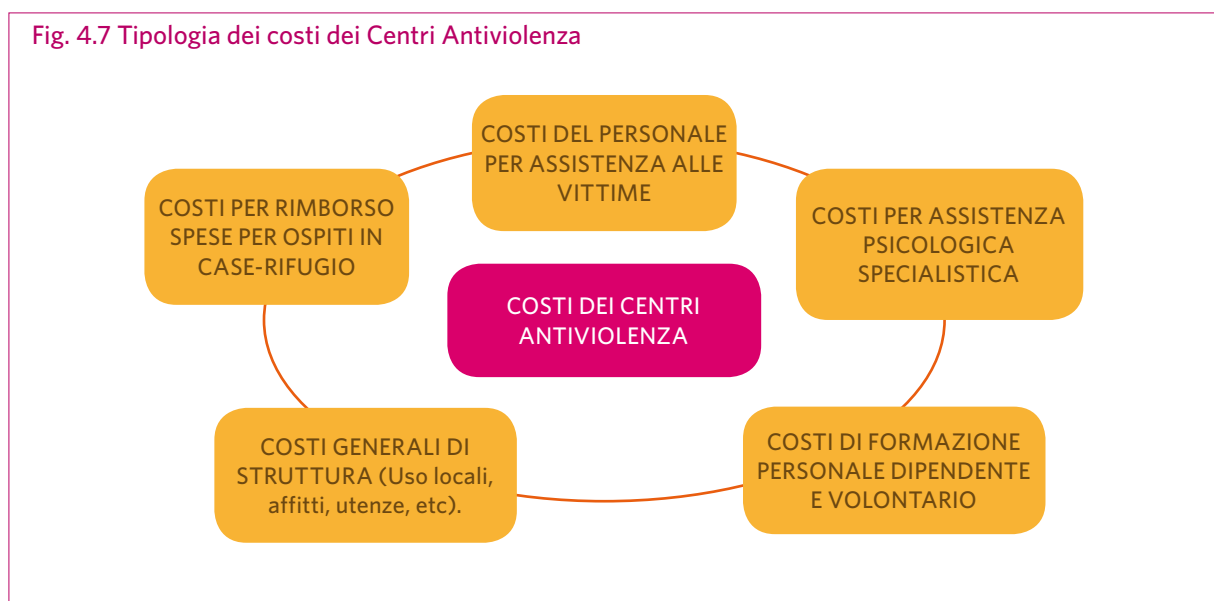 Fig. 4.7 Tipologia dei costi dei Centri Antiviolenza
COSTI DEL PERSONALE
PER ASSISTENZA ALLE
VITTIME
COSTI PER RIMBORSO
SPESE PER OSPITI IN
CASE-RIFUGIO
COSTI PER ASSISTENZA
PSICOLOGICA
SPECIALISTICA
COSTI DEI CENTRI
ANTIVIOLENZA
COSTI GENERALI DI
STRUTTURA (Uso locali,
affitti, utenze, etc).
COSTI DI FORMAZIONE
PERSONALE DIPENDENTE
E VOLONTARIO